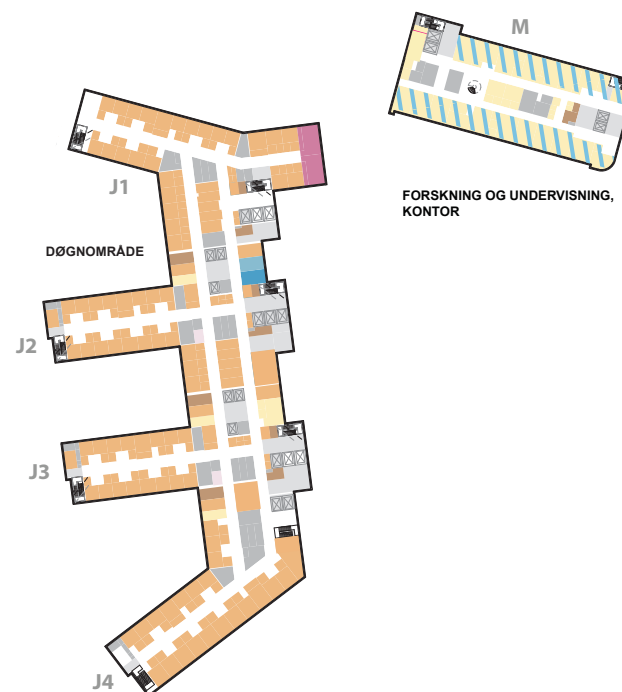 M
FORSKNING OG UNDERVISNING,
KONTOR
J1
DØGNOMRÅDE
J2
J3
J4